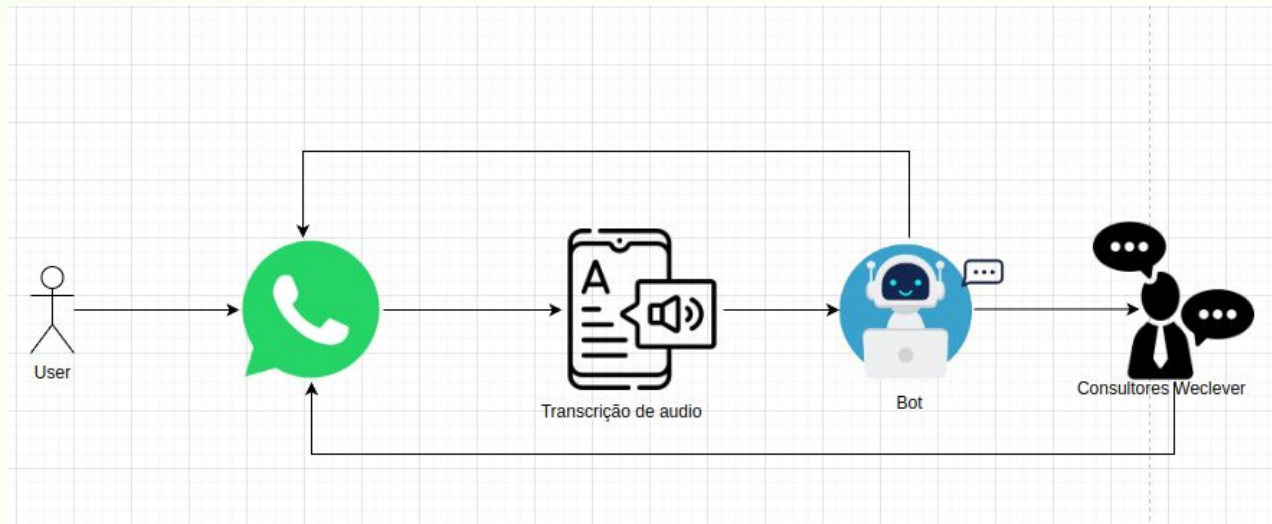 User
Transcrição de audio
A
Bot
Consultores Weclever